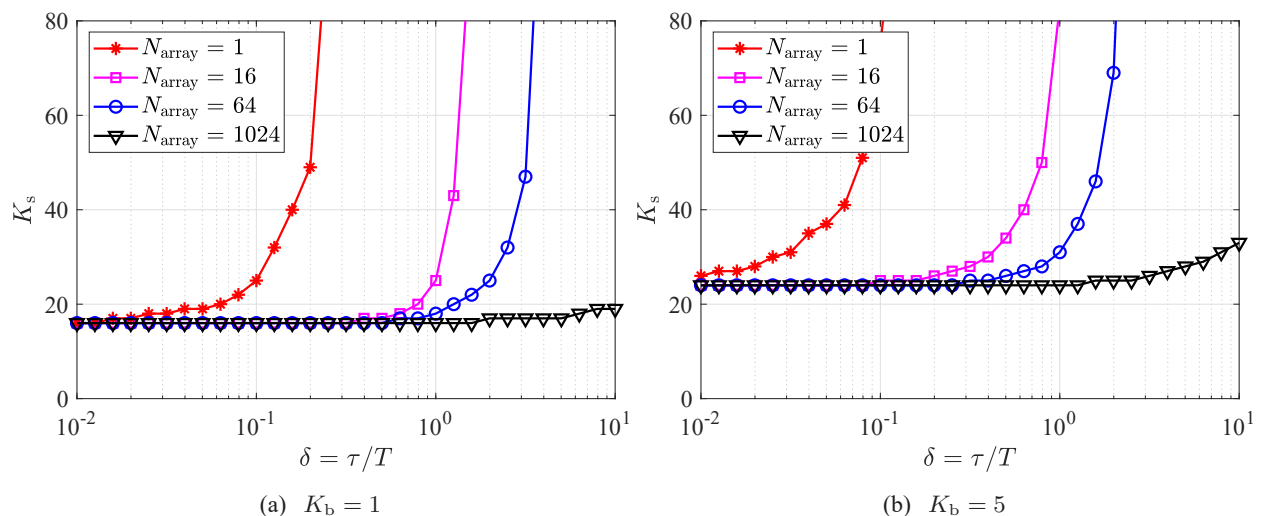 80
60
40
20
0
K_s
10^-2
10^-1
10^0
10^1
δ = τ/T
N_array = 1
N_array = 16
N_array = 64
N_array = 1024
(a) K_b = 1
80
60
40
20
0
K_s
10^-2
10^-1
10^0
10^1
δ = τ/T
N_array = 1
N_array = 16
N_array = 64
N_array = 1024
(b) K_b = 5